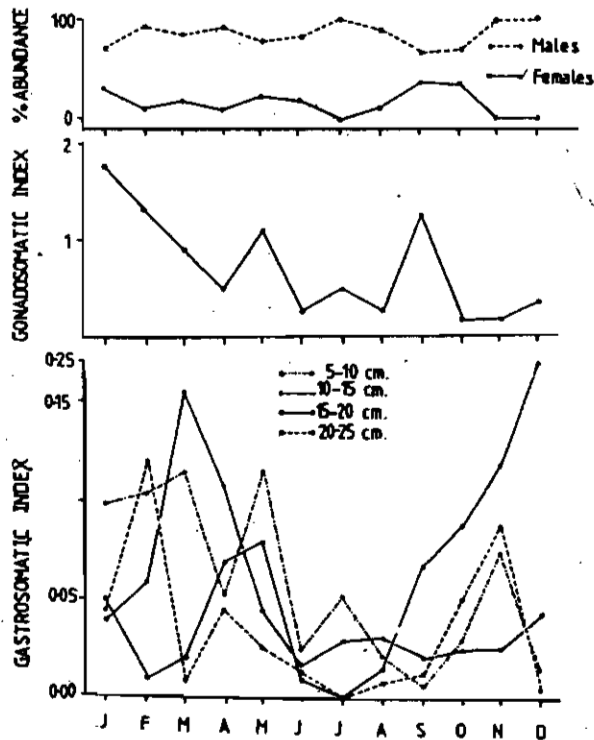 % ABUNDANCE
100
0
Males
Females
GONADOSOMATIC INDEX
2
1
GASTROSOMATIC INDEX
0·25
0·15
0·05
0·00
5-10 cm.
10-15 cm.
15-20 cm.
20-25 cm.
J F M A M J J A S O N D